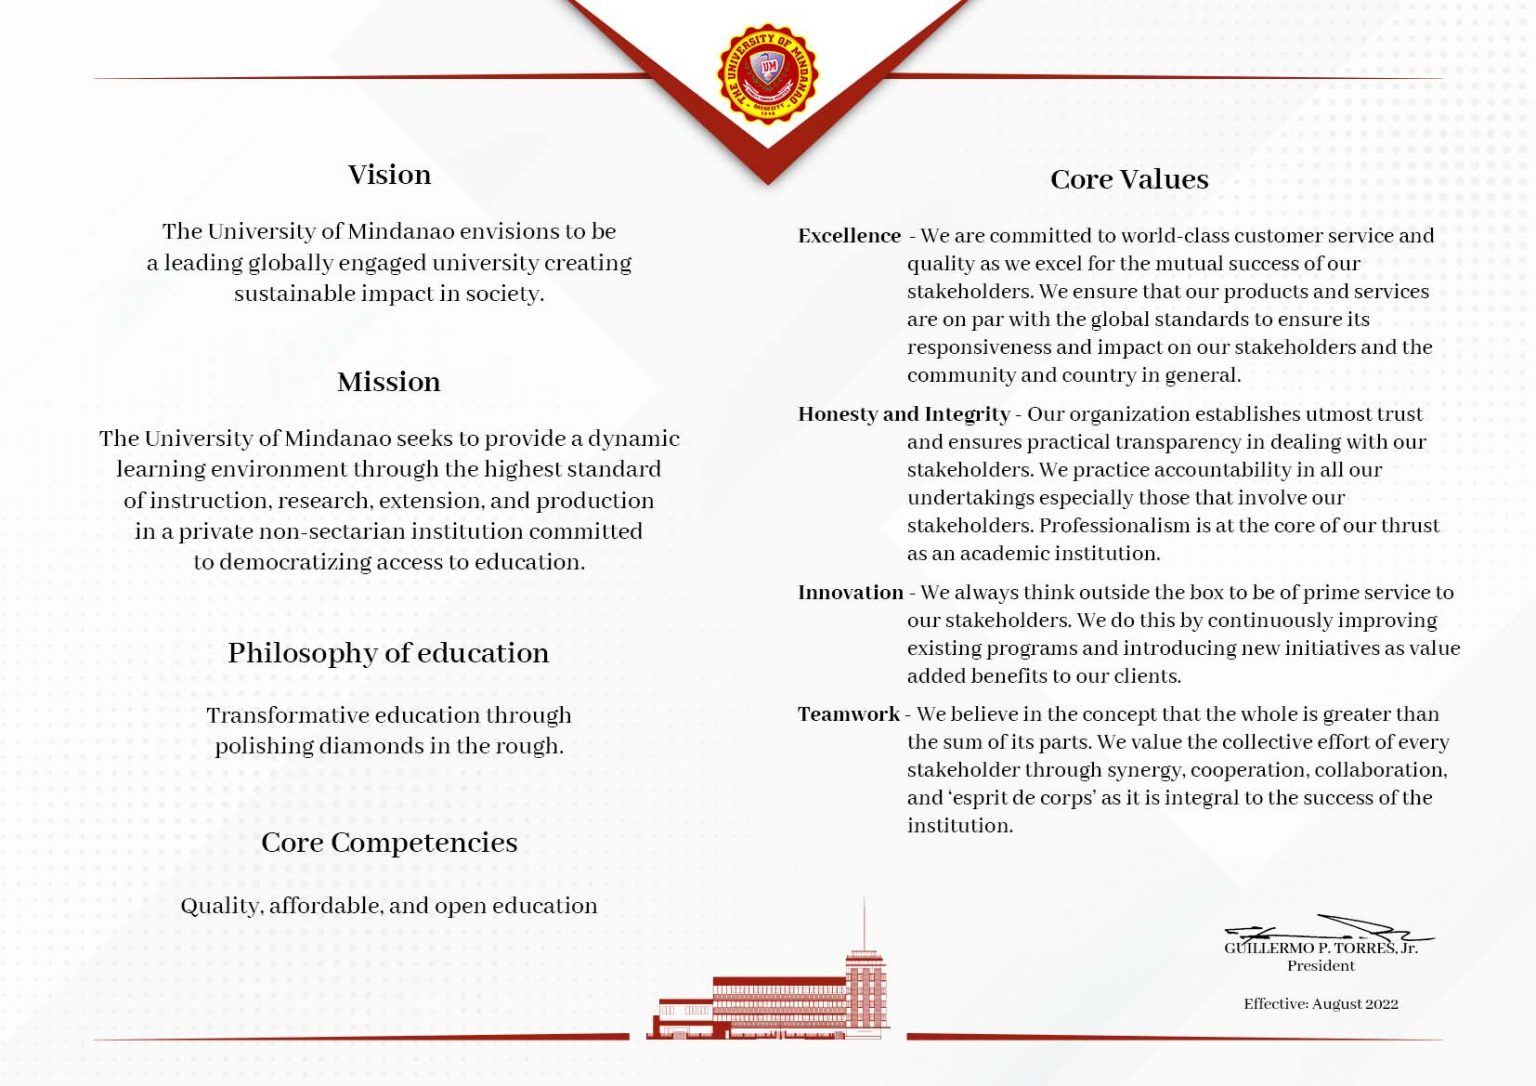 THE UNIVERSITY OF MINDANAO
UM
DAVAO CITY
1946
Vision
The University of Mindanao envisions to be
a leading globally engaged university creating
sustainable impact in society.
Mission
The University of Mindanao seeks to provide a dynamic
learning environment through the highest standard
of instruction, research, extension, and production
in a private non-sectarian institution committed
to democratizing access to education.
Philosophy of education
Transformative education through
polishing diamonds in the rough.
Core Competencies
Quality, affordable, and open education
Core Values
Excellence - We are committed to world-class customer service and
quality as we excel for the mutual success of our
stakeholders. We ensure that our products and services
are on par with the global standards to ensure its
responsiveness and impact on our stakeholders and the
community and country in general.
Honesty and Integrity - Our organization establishes utmost trust
and ensures practical transparency in dealing with our
stakeholders. We practice accountability in all our
undertakings especially those that involve our
stakeholders. Professionalism is at the core of our thrust
as an academic institution.
Innovation - We always think outside the box to be of prime service to
our stakeholders. We do this by continuously improving
existing programs and introducing new initiatives as value
added benefits to our clients.
Teamwork - We believe in the concept that the whole is greater than
the sum of its parts. We value the collective effort of every
stakeholder through synergy, cooperation, collaboration,
and ‘esprit de corps’ as it is integral to the success of the
institution.
GUILLERMO P. TORRES, Jr.
President
Effective: August 2022